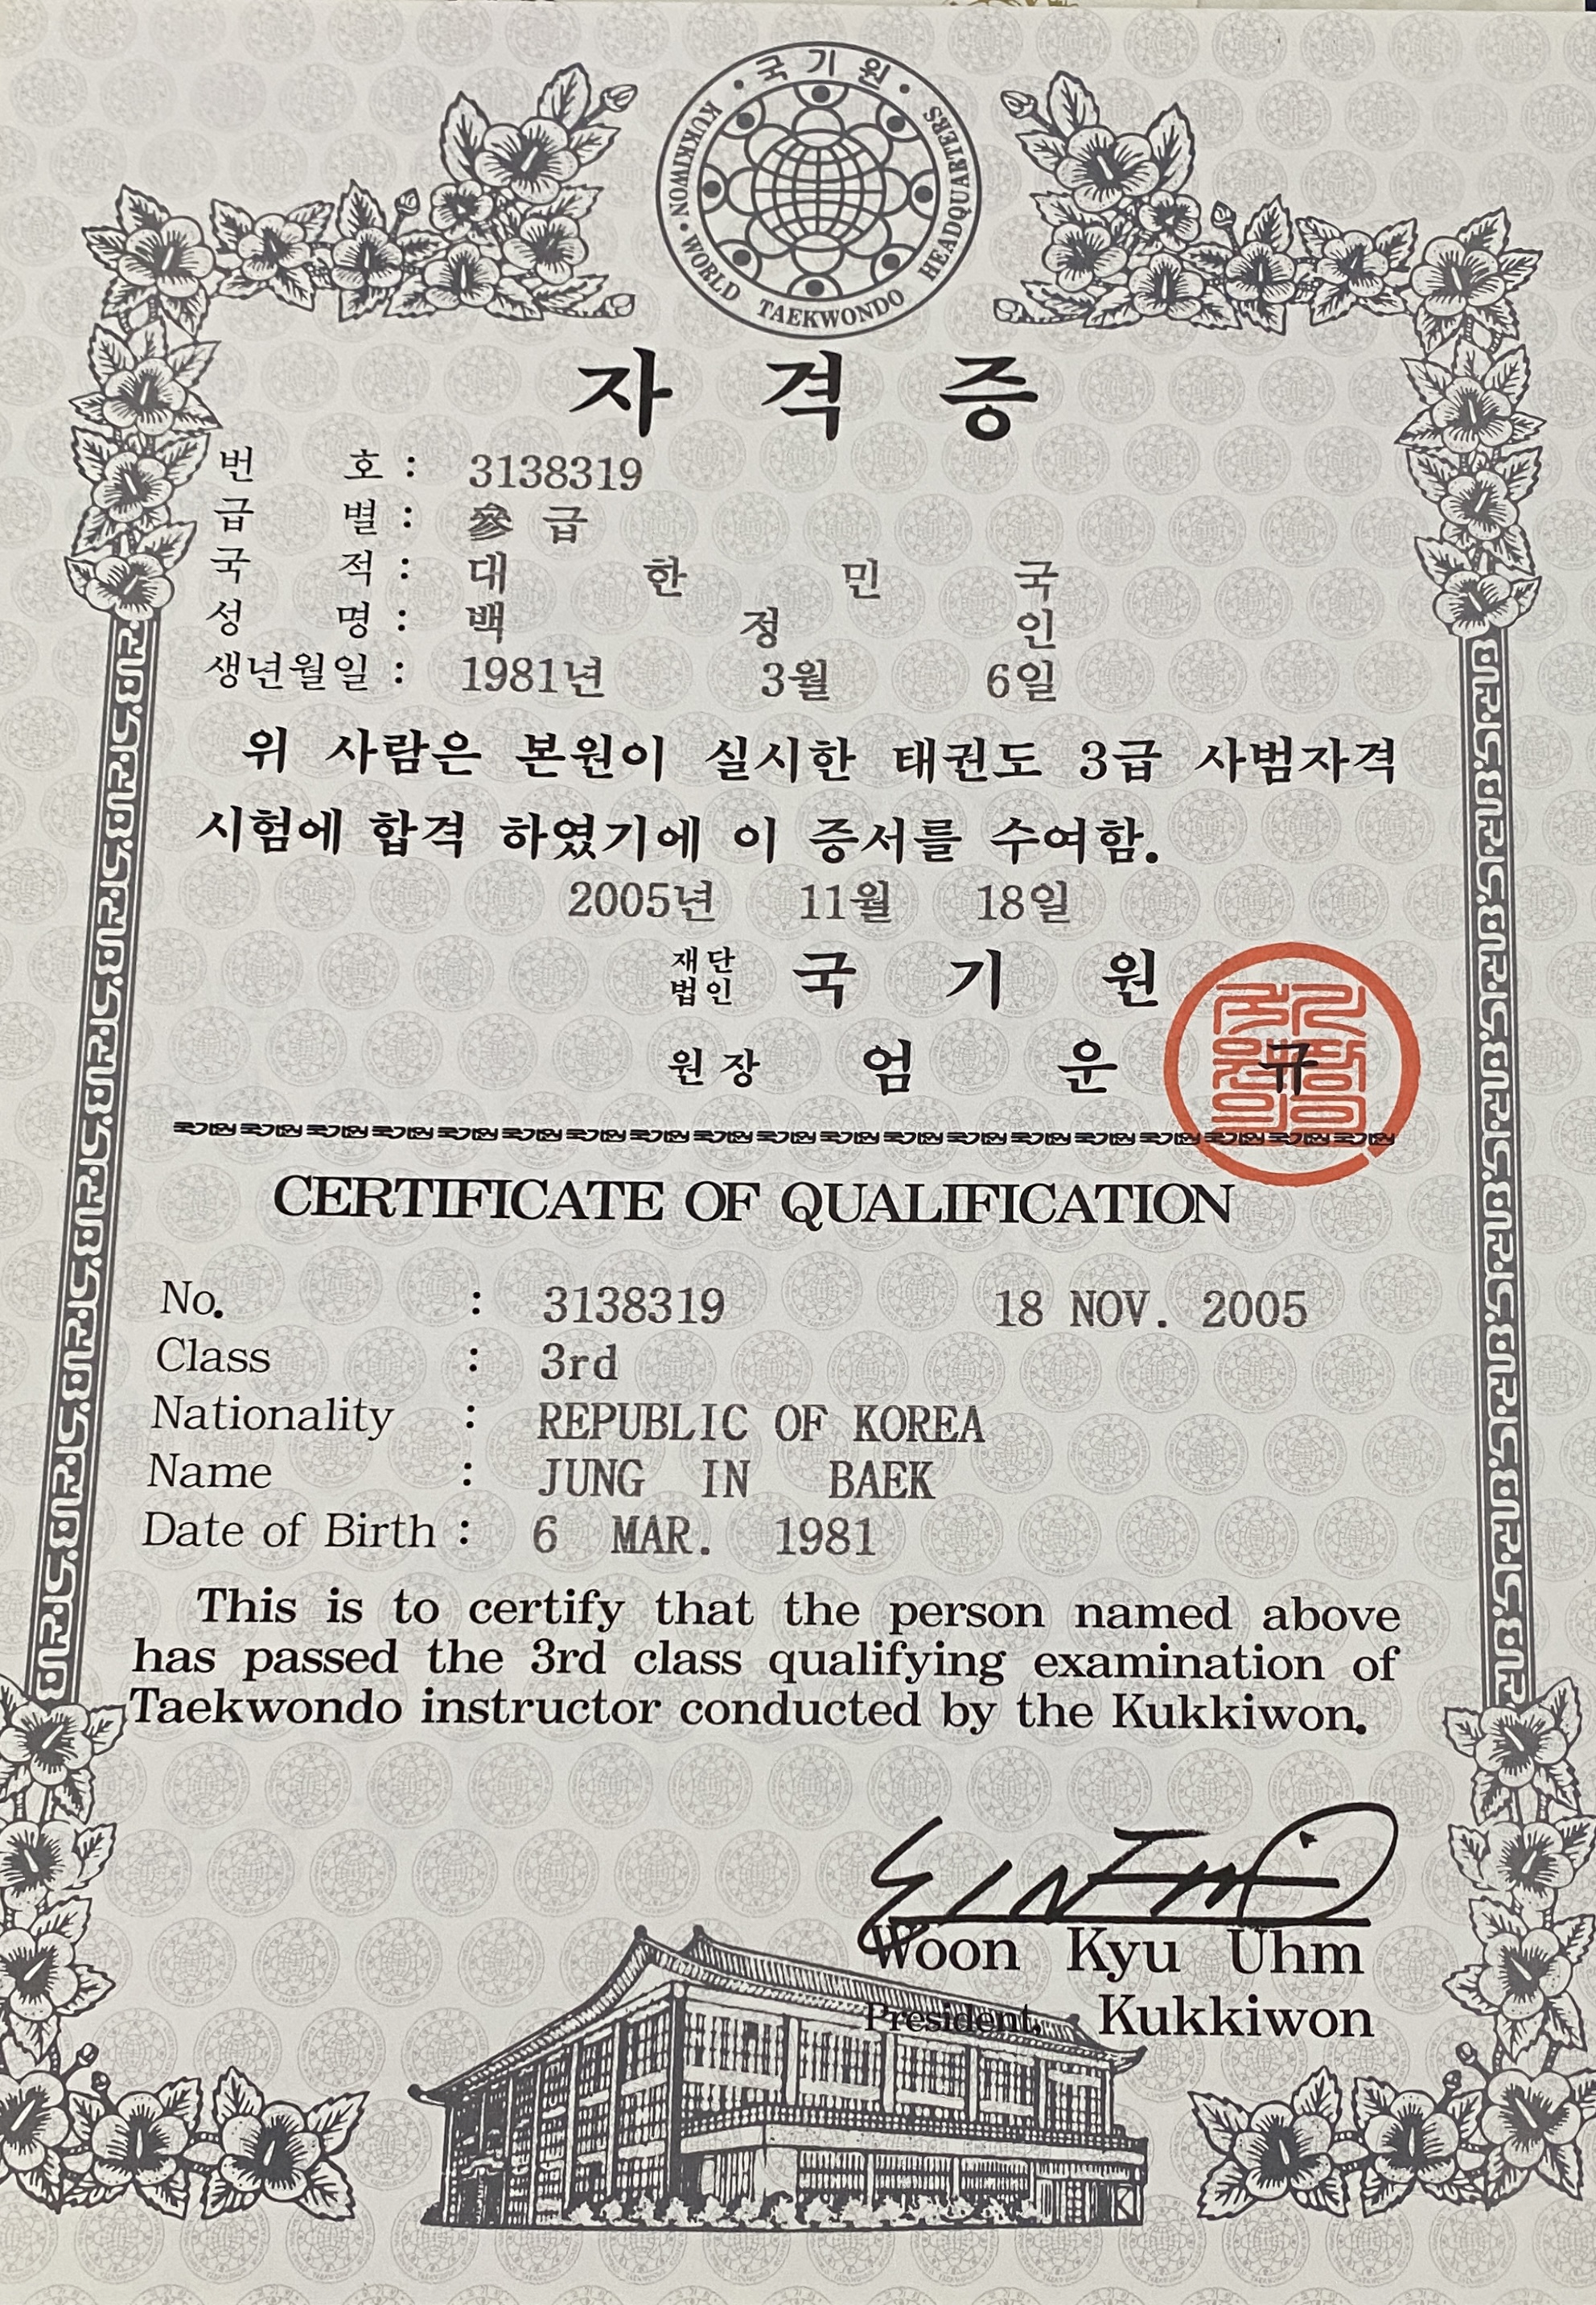 국기원
KUKKIWON · WORLD TAEKWONDO HEADQUARTERS
자격증
번 호 : 3138319
급 별 : 參 급
국 적 : 대 한 민 국
성 명 : 백 정 인
생년월일 : 1981년 3월 6일
위 사람은 본원이 실시한 태권도 3급 사범자격
시험에 합격 하였기에 이 증서를 수여함.
2005년 11월 18일
재단법인 국 기 원
원장 엄 운 규
CERTIFICATE OF QUALIFICATION
No. : 3138319 18 NOV. 2005
Class : 3rd
Nationality : REPUBLIC OF KOREA
Name : JUNG IN BAEK
Date of Birth : 6 MAR. 1981
This is to certify that the person named above
has passed the 3rd class qualifying examination of
Taekwondo instructor conducted by the Kukkiwon.
Woon Kyu Uhm
President, Kukkiwon